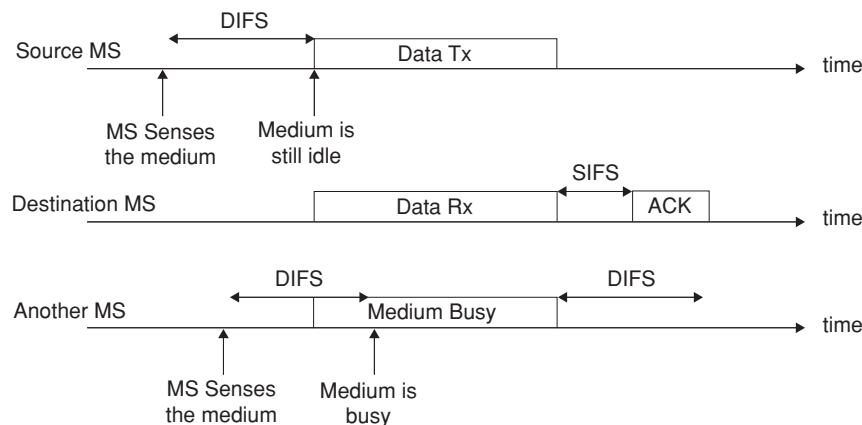 DIFS
Source MS
Data Tx
time
MS Senses
the medium
Medium is
still idle
SIFS
Destination MS
Data Rx
ACK
time
DIFS
DIFS
Another MS
Medium Busy
time
MS Senses
the medium
Medium is
busy